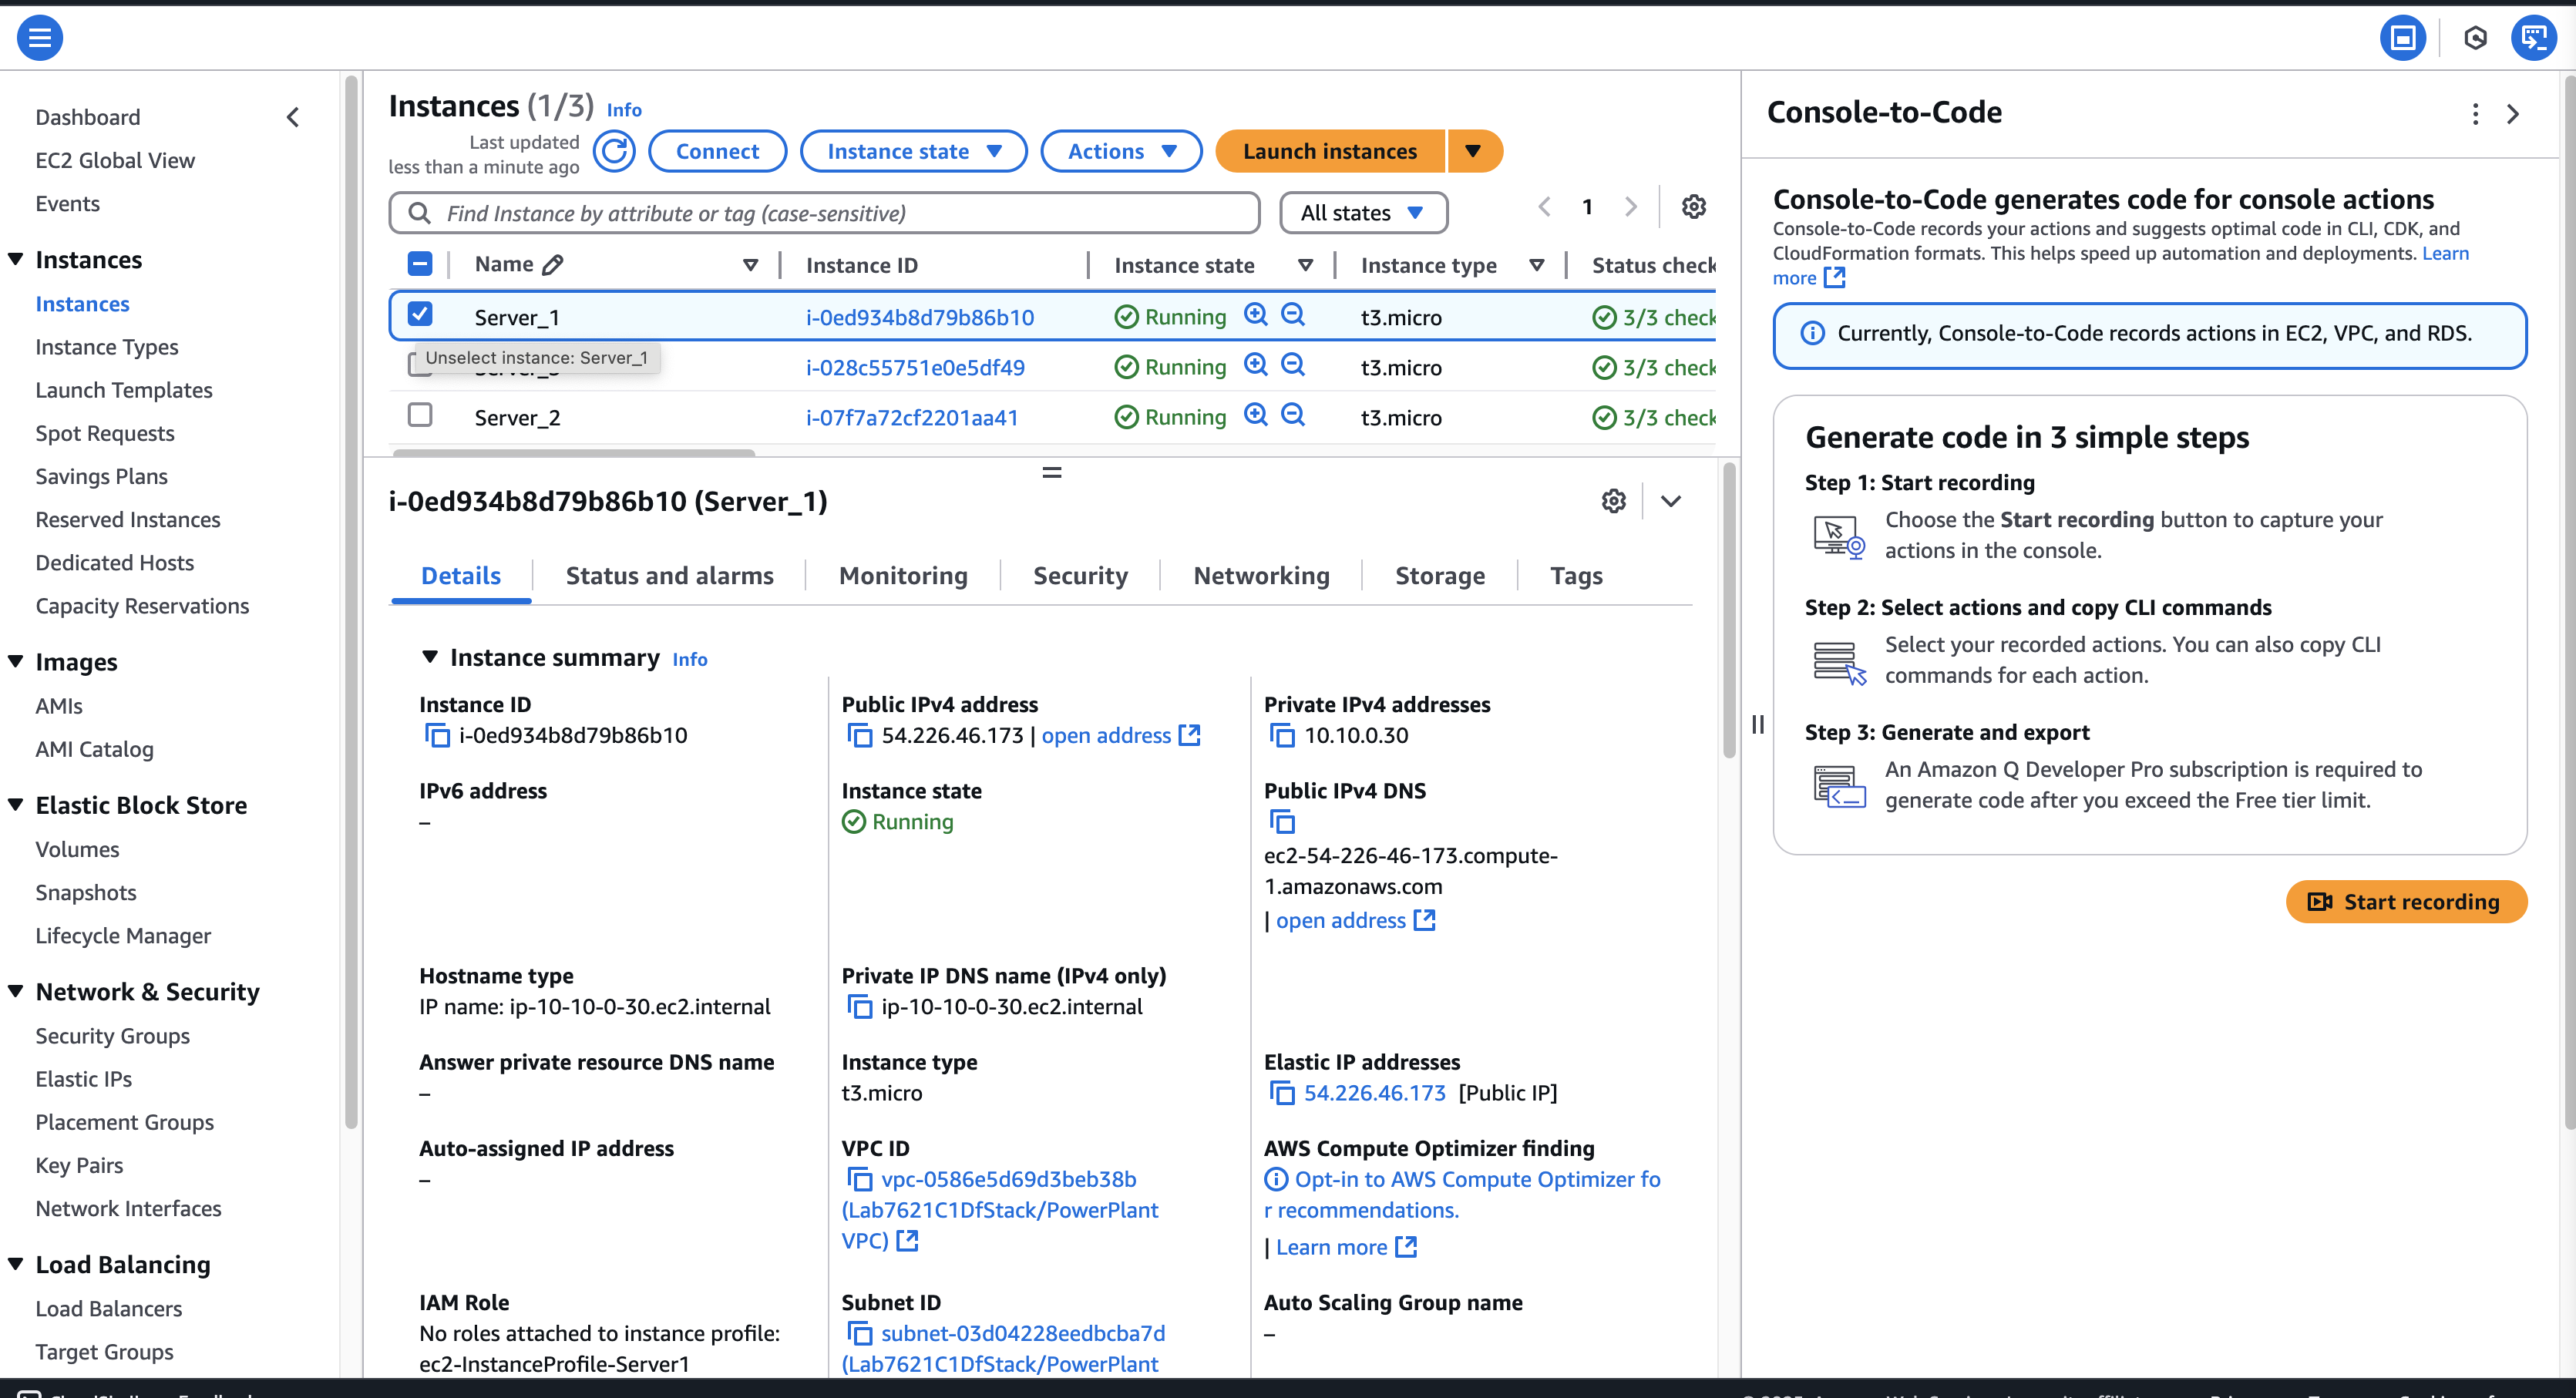 Dashboard
EC2 Global View
Events
Instances
Instances
Instance Types
Launch Templates
Spot Requests
Savings Plans
Reserved Instances
Dedicated Hosts
Capacity Reservations
Images
AMIs
AMI Catalog
Elastic Block Store
Volumes
Snapshots
Lifecycle Manager
Network & Security
Security Groups
Elastic IPs
Placement Groups
Key Pairs
Network Interfaces
Load Balancing
Load Balancers
Target Groups
Instances (1/3) Info
Last updated
less than a minute ago
Connect
Instance state
Actions
Launch instances
Find Instance by attribute or tag (case-sensitive)
All states
1
Name Instance ID Instance state Instance type Status check
Server_1 i-0ed934b8d79b86b10 Running t3.micro 3/3 check
Unselect instance: Server_1
i-028c55751e0e5df49 Running t3.micro 3/3 check
Server_2 i-07f7a72cf2201aa41 Running t3.micro 3/3 check
i-0ed934b8d79b86b10 (Server_1)
Details Status and alarms Monitoring Security Networking Storage Tags
Instance summary Info
Instance ID
i-0ed934b8d79b86b10
Public IPv4 address
54.226.46.173 | open address
Private IPv4 addresses
10.10.0.30
IPv6 address
–
Instance state
Running
Public IPv4 DNS
ec2-54-226-46-173.compute-
1.amazonaws.com
| open address
Hostname type
IP name: ip-10-10-0-30.ec2.internal
Private IP DNS name (IPv4 only)
ip-10-10-0-30.ec2.internal
Answer private resource DNS name
–
Instance type
t3.micro
Elastic IP addresses
54.226.46.173 [Public IP]
Auto-assigned IP address
–
VPC ID
vpc-0586e5d69d3beb38b
(Lab7621C1DfStack/PowerPlant
VPC)
AWS Compute Optimizer finding
Opt-in to AWS Compute Optimizer fo
r recommendations.
| Learn more
IAM Role
No roles attached to instance profile:
ec2-InstanceProfile-Server1
Subnet ID
subnet-03d04228eedbcba7d
(Lab7621C1DfStack/PowerPlant
Auto Scaling Group name
–
Console-to-Code
Console-to-Code generates code for console actions
Console-to-Code records your actions and suggests optimal code in CLI, CDK, and
CloudFormation formats. This helps speed up automation and deployments. Learn
more
Currently, Console-to-Code records actions in EC2, VPC, and RDS.
Generate code in 3 simple steps
Step 1: Start recording
Choose the Start recording button to capture your
actions in the console.
Step 2: Select actions and copy CLI commands
Select your recorded actions. You can also copy CLI
commands for each action.
Step 3: Generate and export
An Amazon Q Developer Pro subscription is required to
generate code after you exceed the Free tier limit.
Start recording